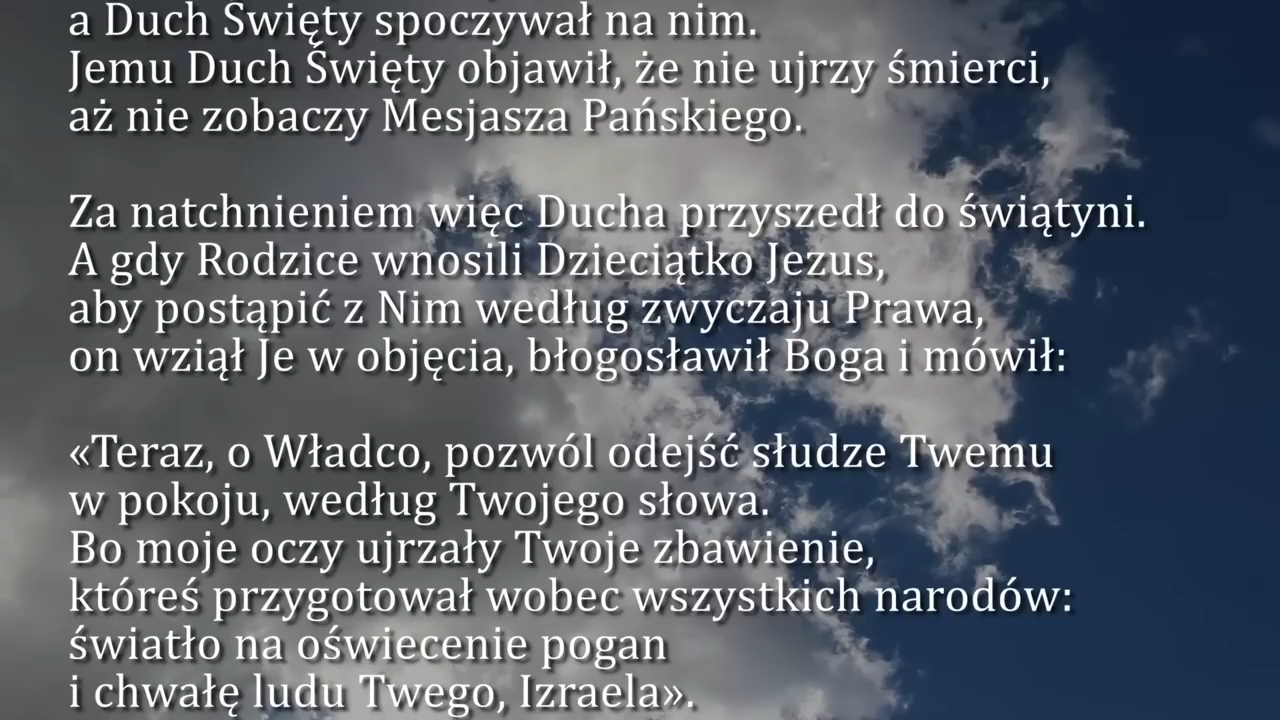 a Duch Święty spoczywał na nim.
Jemu Duch Święty objawił, że nie ujrzy śmierci,
aż nie zobaczy Mesjasza Pańskiego.
Za natchnieniem więc Ducha przyszedł do świątyni.
A gdy Rodzice wnosili Dzieciątko Jezus,
aby postąpić z Nim według zwyczaju Prawa,
on wziął Je w objęcia, błogosławił Boga i mówił:
«Teraz, o Władco, pozwól odejść słudze Twemu
w pokoju, według Twojego słowa.
Bo moje oczy ujrzały Twoje zbawienie,
któreś przygotował wobec wszystkich narodów:
światło na oświecenie pogan
i chwałę ludu Twego, Izraela».